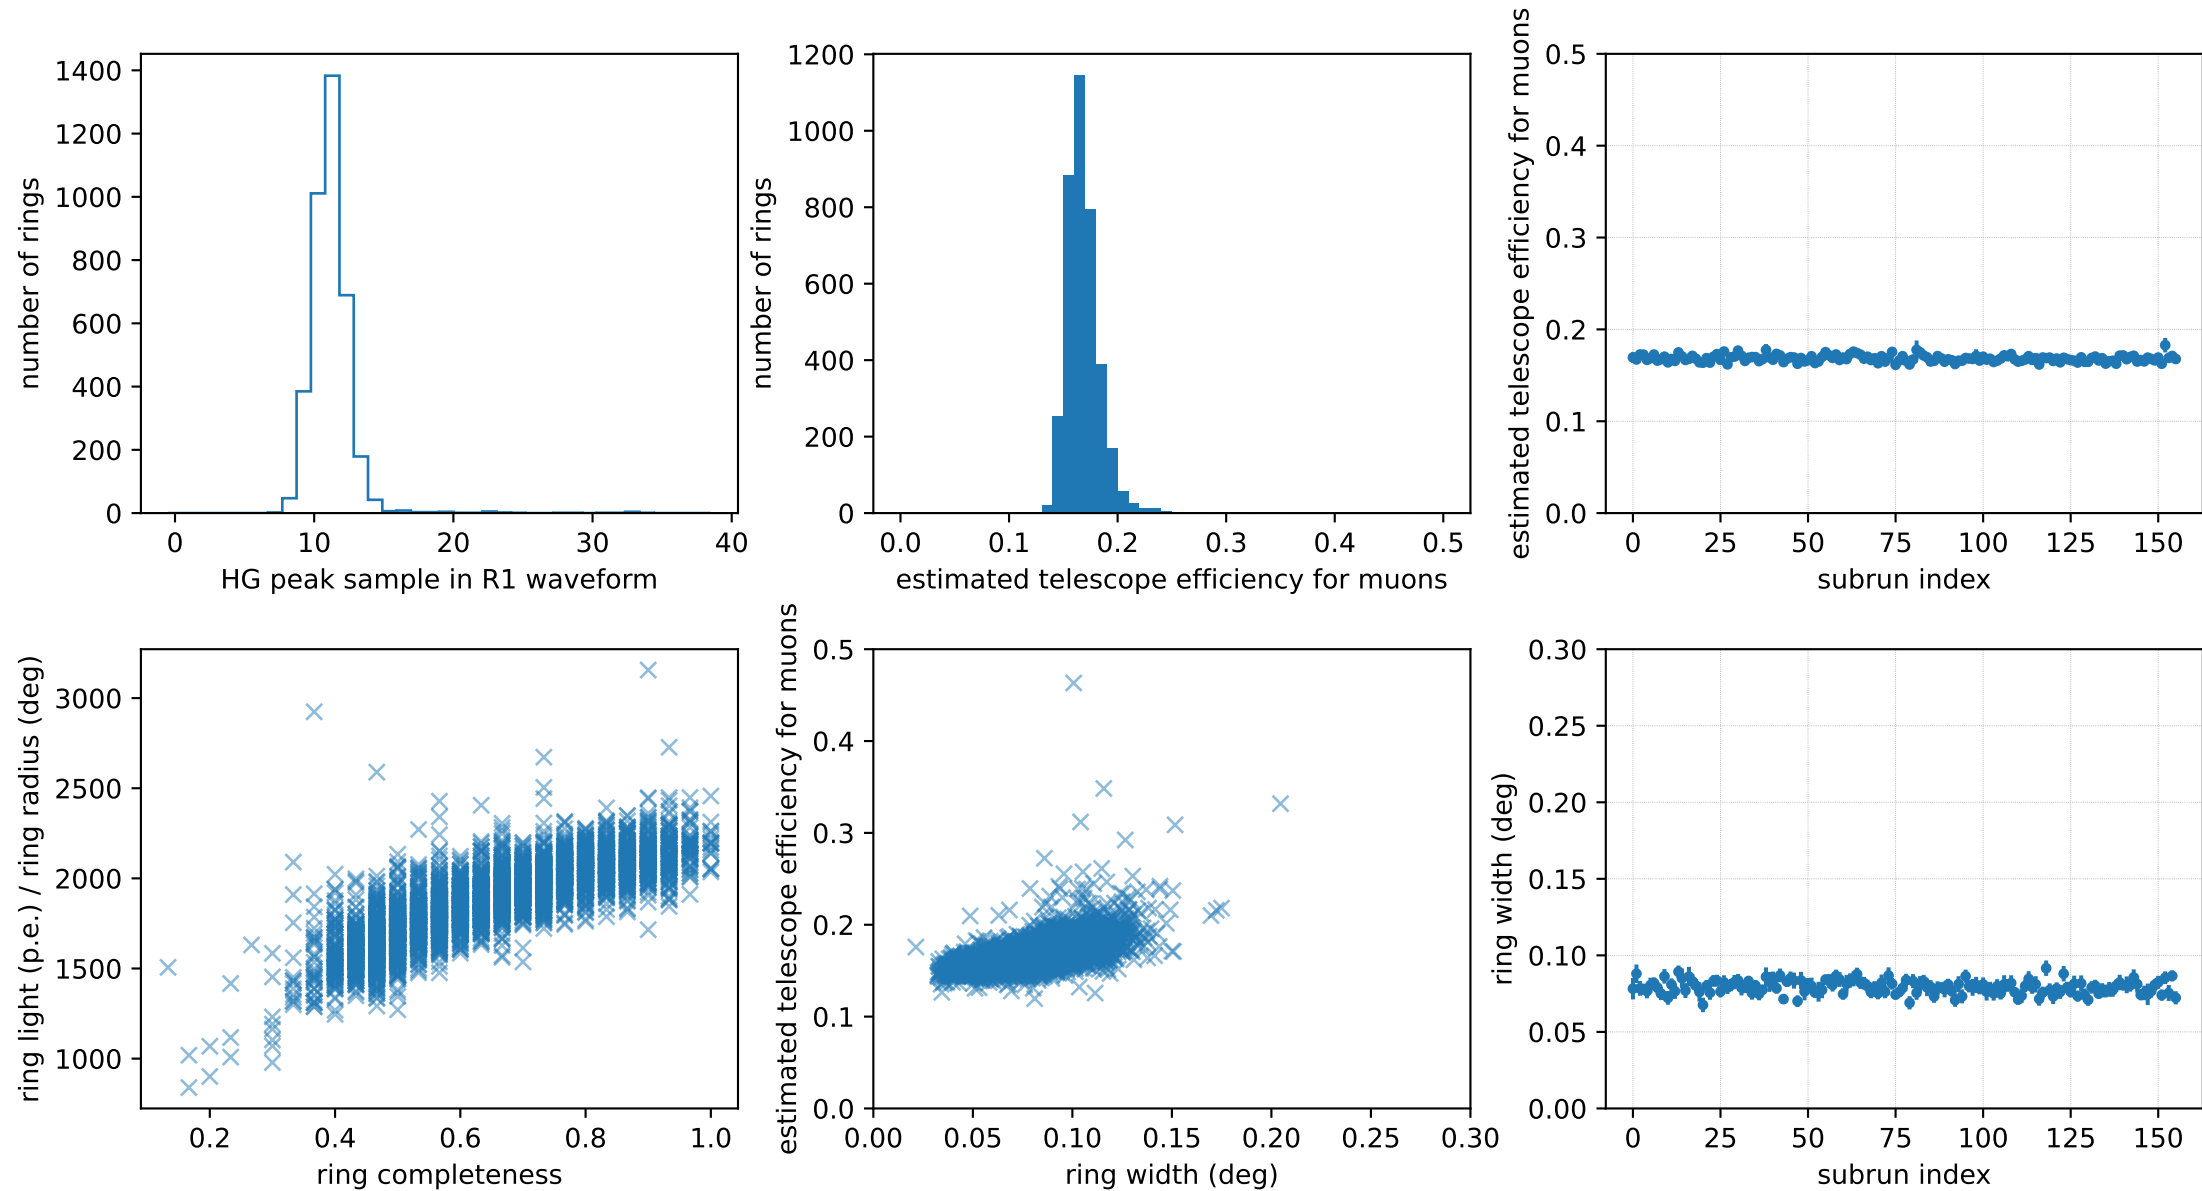 1400
1200
1000
800
600
400
200
0
number of rings
0 10 20 30 40
HG peak sample in R1 waveform
1200
1000
800
600
400
200
0
number of rings
0.0 0.1 0.2 0.3 0.4 0.5
estimated telescope efficiency for muons
0.5
0.4
0.3
0.2
0.1
0.0
estimated telescope efficiency for muons
0 25 50 75 100 125 150
subrun index
3000
2500
2000
1500
1000
ring light (p.e.) / ring radius (deg)
0.2 0.4 0.6 0.8 1.0
ring completeness
0.5
0.4
0.3
0.2
0.1
0.0
estimated telescope efficiency for muons
0.00 0.05 0.10 0.15 0.20 0.25 0.30
ring width (deg)
0.30
0.25
0.20
0.15
0.10
0.05
0.00
ring width (deg)
0 25 50 75 100 125 150
subrun index